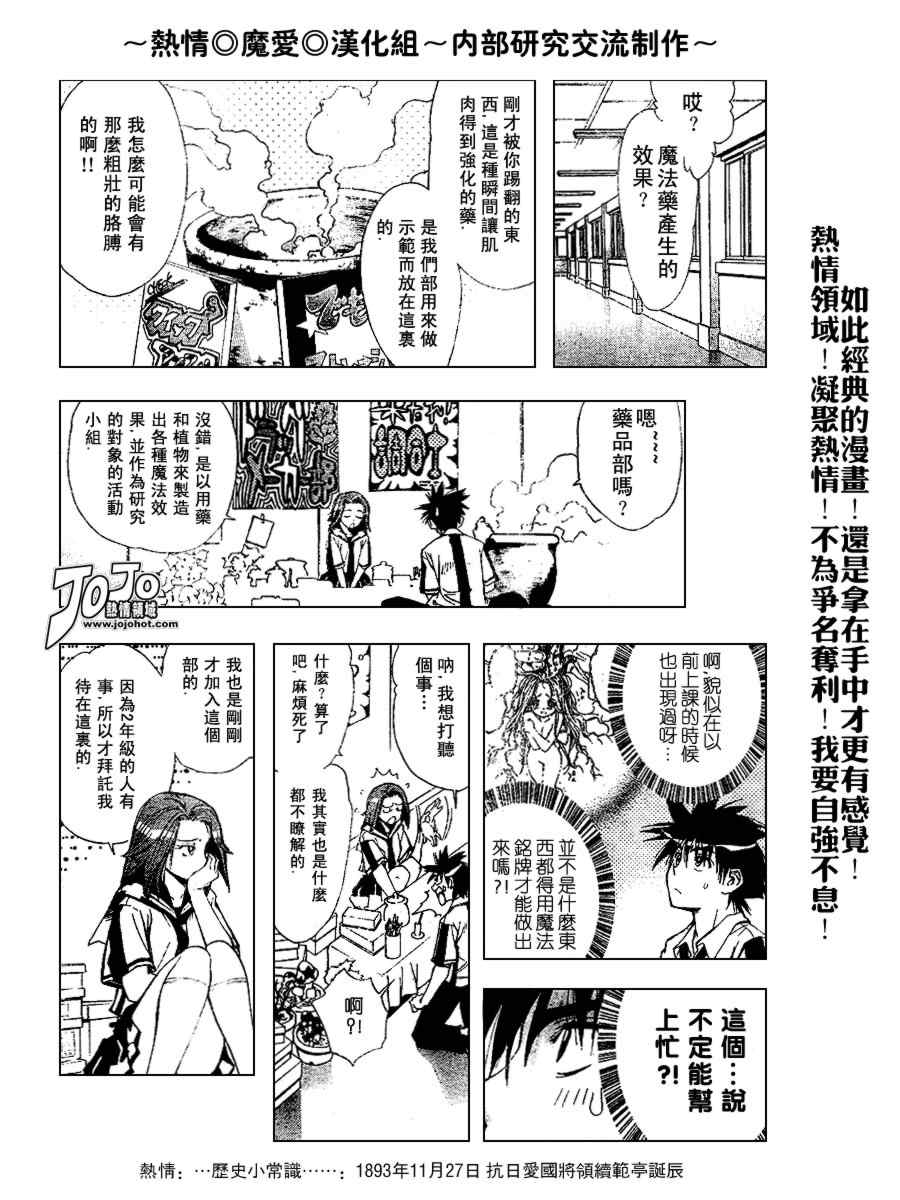 ～熱情◎魔愛◎漢化組～内部研究交流制作～
哎？
魔法藥產生的
效果？
剛才被你踢翻的東
西，這是種瞬間讓肌
肉得到強化的藥．
是我們部用來做
示範而放在這裏
的．
我怎麼可能會有
那麼粗壯的胳膊
的啊！！
クイック
嗯~~~~
藥品部嗎？
沒錯，是以用藥
和植物來製造
出各種魔法效
果，並作為研究
的對象的活動
小組．
調合！
JOJO
熱情領域
www.jojohot.com
啊，貌似在以
前上課的時候
也出現過呀…
並不是什麼東
西都得用魔法
銘牌才能做出
來嗎？！
這個…說
不定能幫
上忙？！
吶，我想打聽
個事…
什麼？算了
吧，麻煩死了
我其實也是什麼
都不瞭解的．
啊？！
我也是剛剛
才加入這個
部的．
因為2年級的人有
事，所以才拜託我
待在這裏的．
如此經典的漫畫！還是拿在手中才更有感覺！
熱情領域！凝聚熱情！不為爭名奪利！我要自強不息！
熱情：…歷史小常識……：1893年11月27日 抗日愛國將領續範亭誕辰